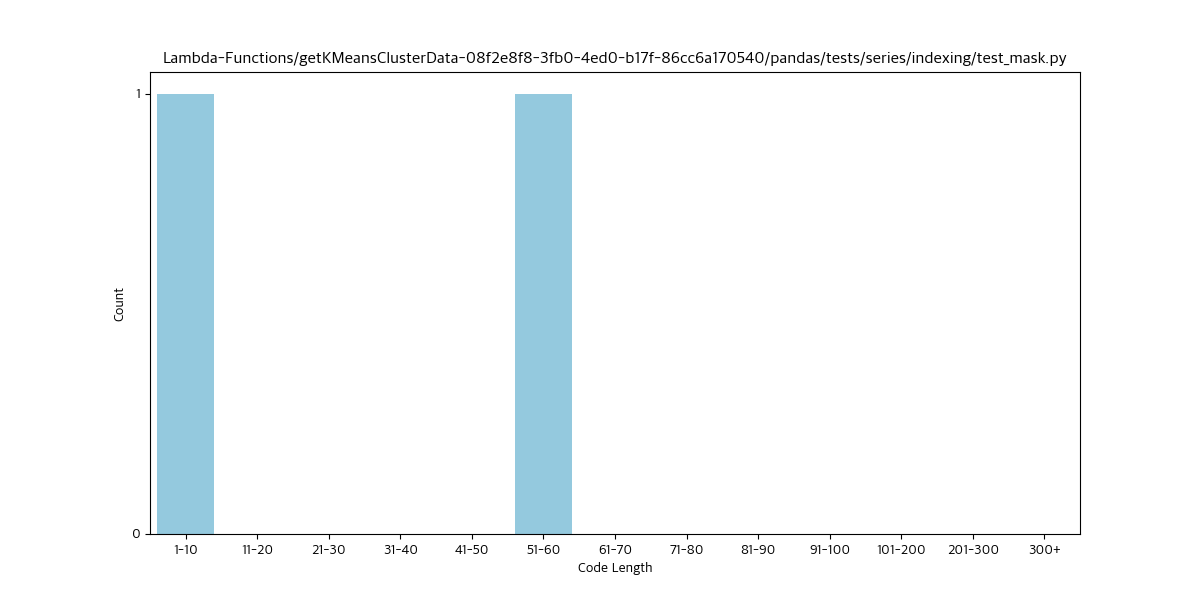 Lambda-Functions/getKMeansClusterData-08f2e8f8-3fb0-4ed0-b17f-86cc6a170540/pandas/tests/series/indexing/test_mask.py
1
Count
0
1-10 11-20 21-30 31-40 41-50 51-60 61-70 71-80 81-90 91-100 101-200 201-300 300+
Code Length